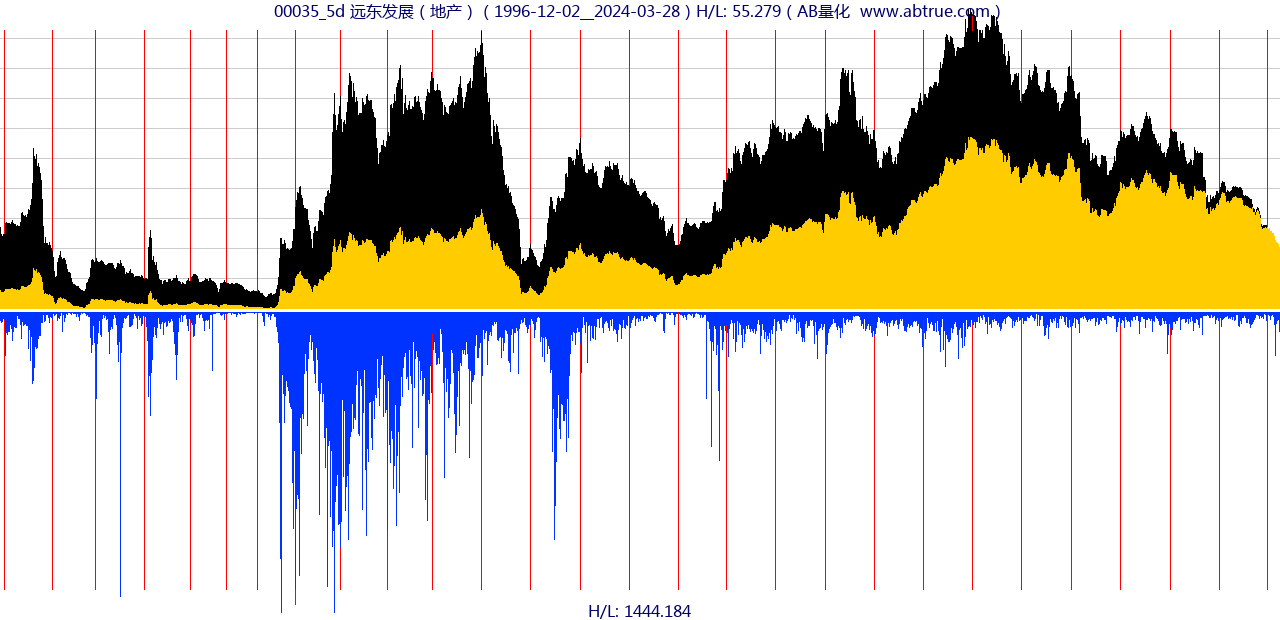 00035_5d 远东发展 ( 地产 ) ( 1996-12-02__2024-03-28 ) H/L: 55.279 ( AB量化  www.abtrue.com )
H/L: 1444.184